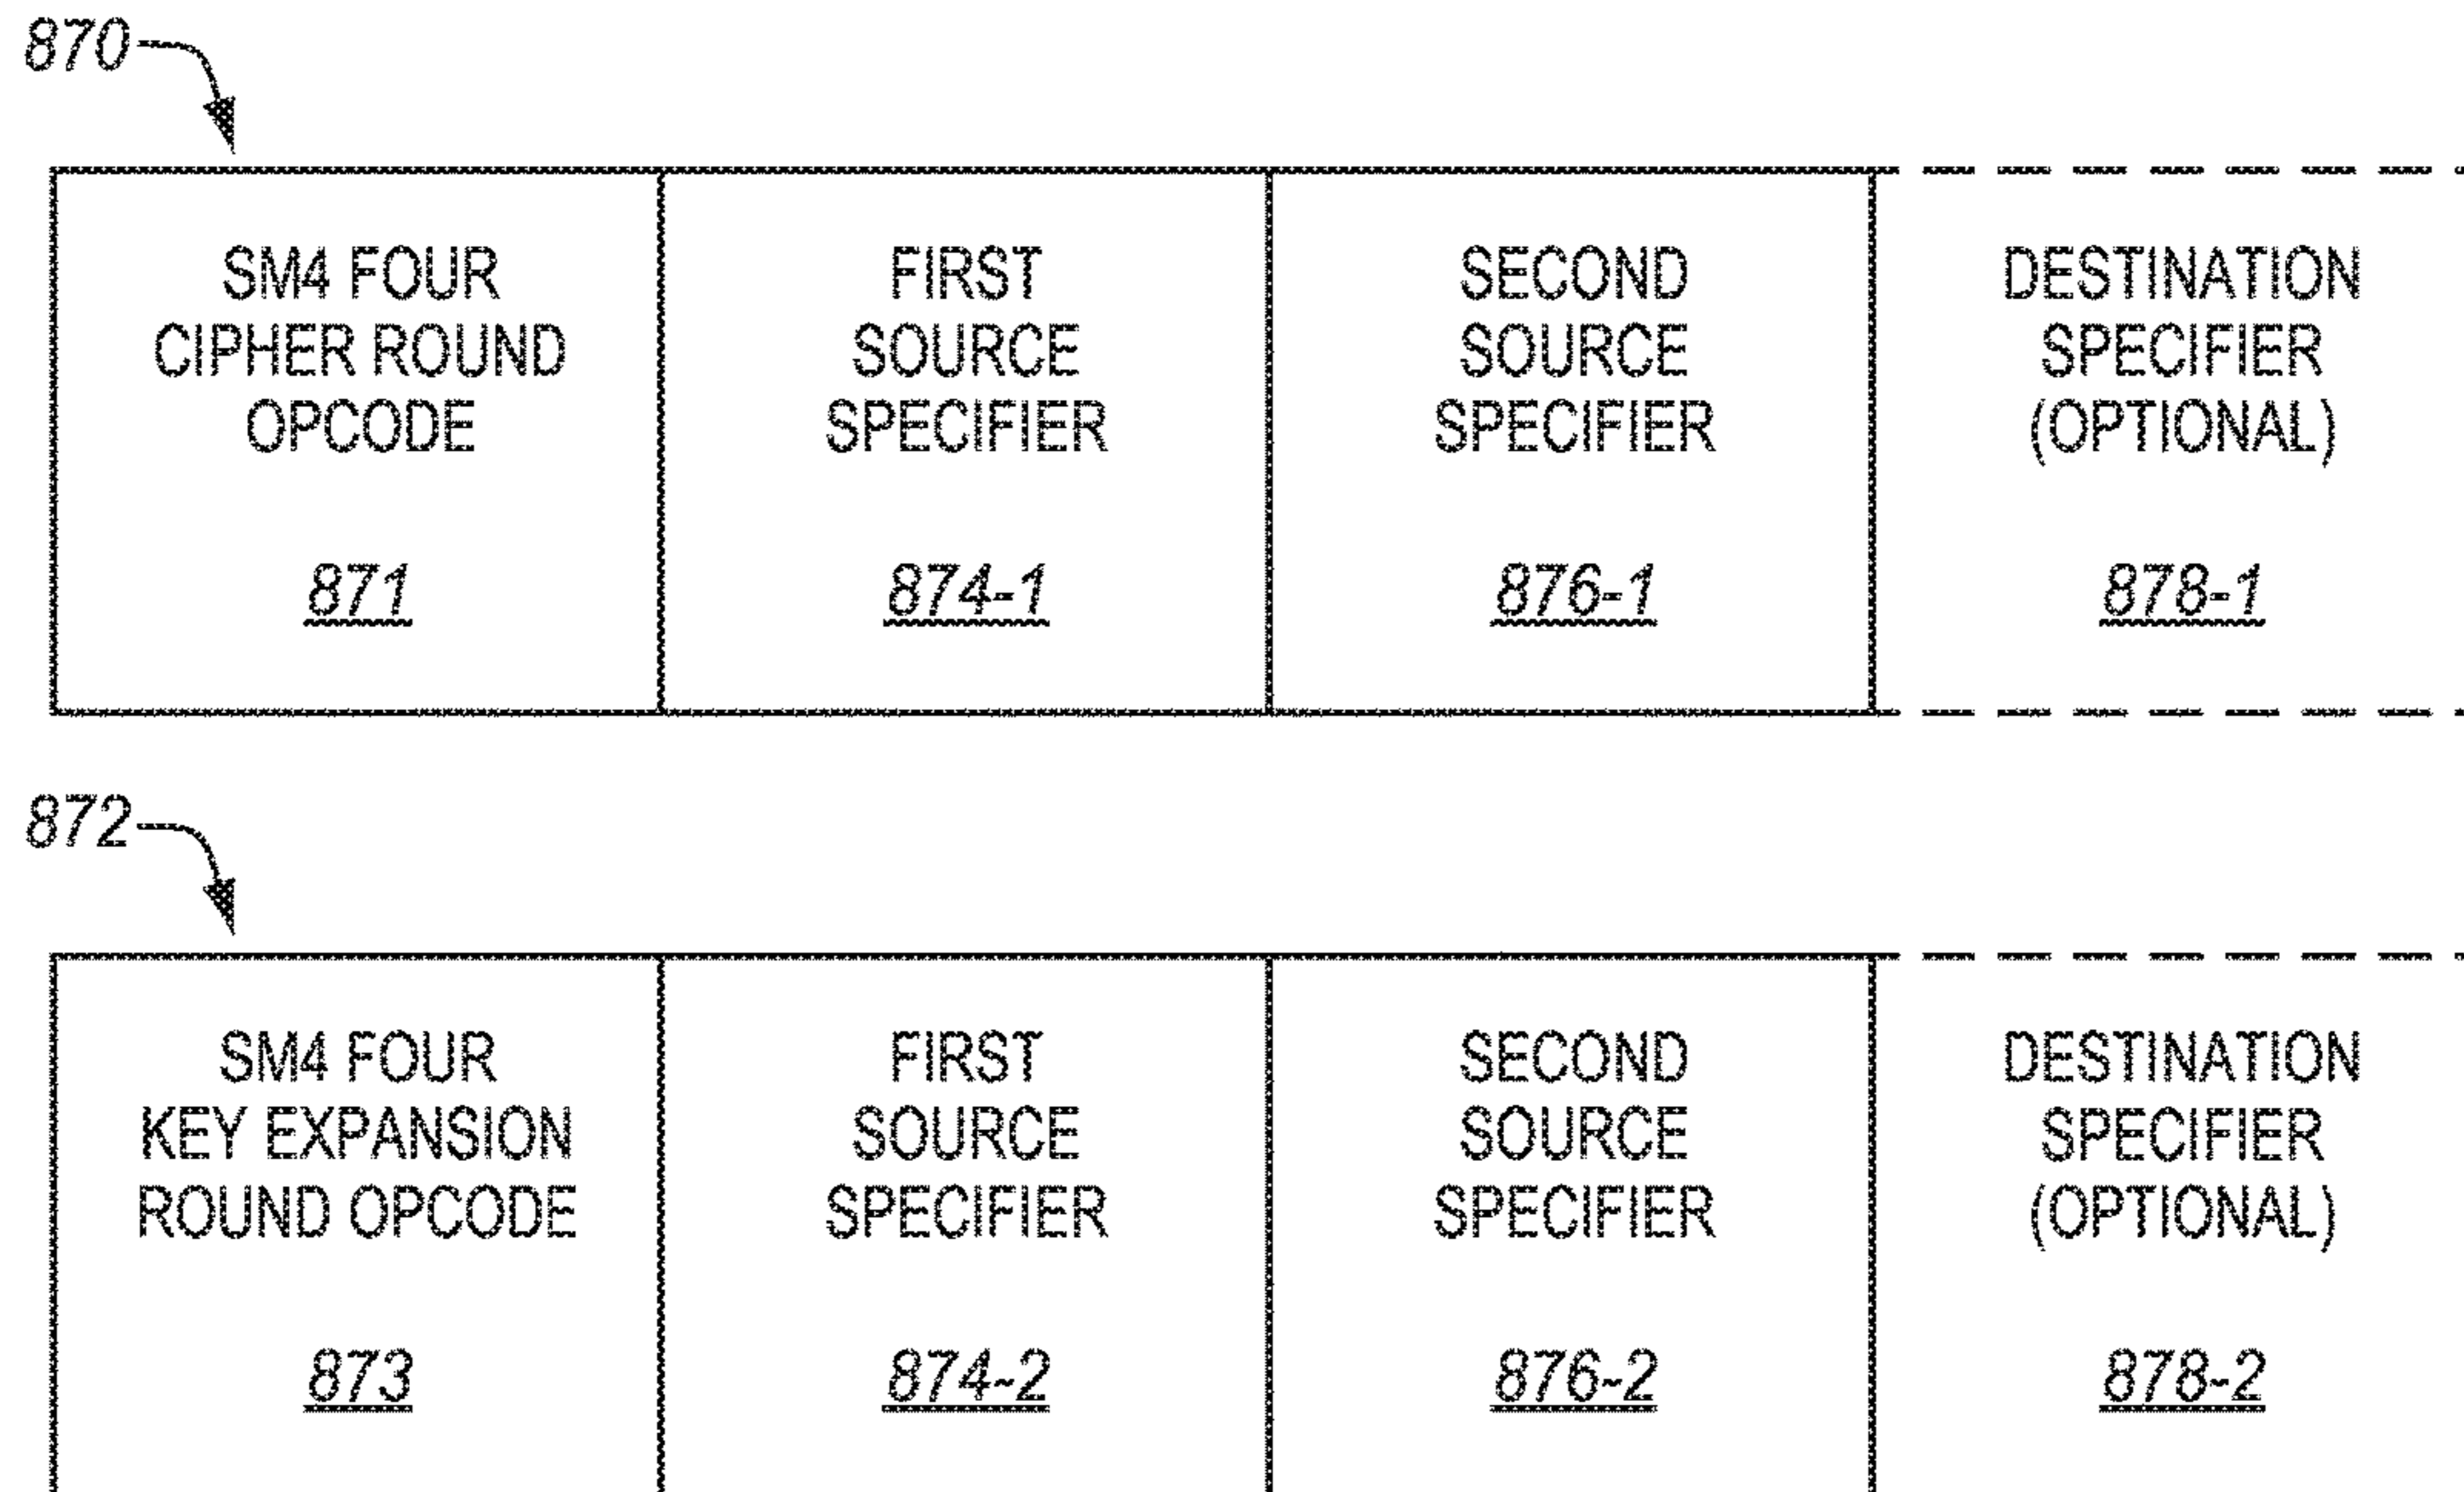 870
SM4 FOUR
CIPHER ROUND
OPCODE
871
FIRST
SOURCE
SPECIFIER
874-1
SECOND
SOURCE
SPECIFIER
876-1
DESTINATION
SPECIFIER
(OPTIONAL)
878-1
872
SM4 FOUR
KEY EXPANSION
ROUND OPCODE
873
FIRST
SOURCE
SPECIFIER
874-2
SECOND
SOURCE
SPECIFIER
876-2
DESTINATION
SPECIFIER
(OPTIONAL)
878-2